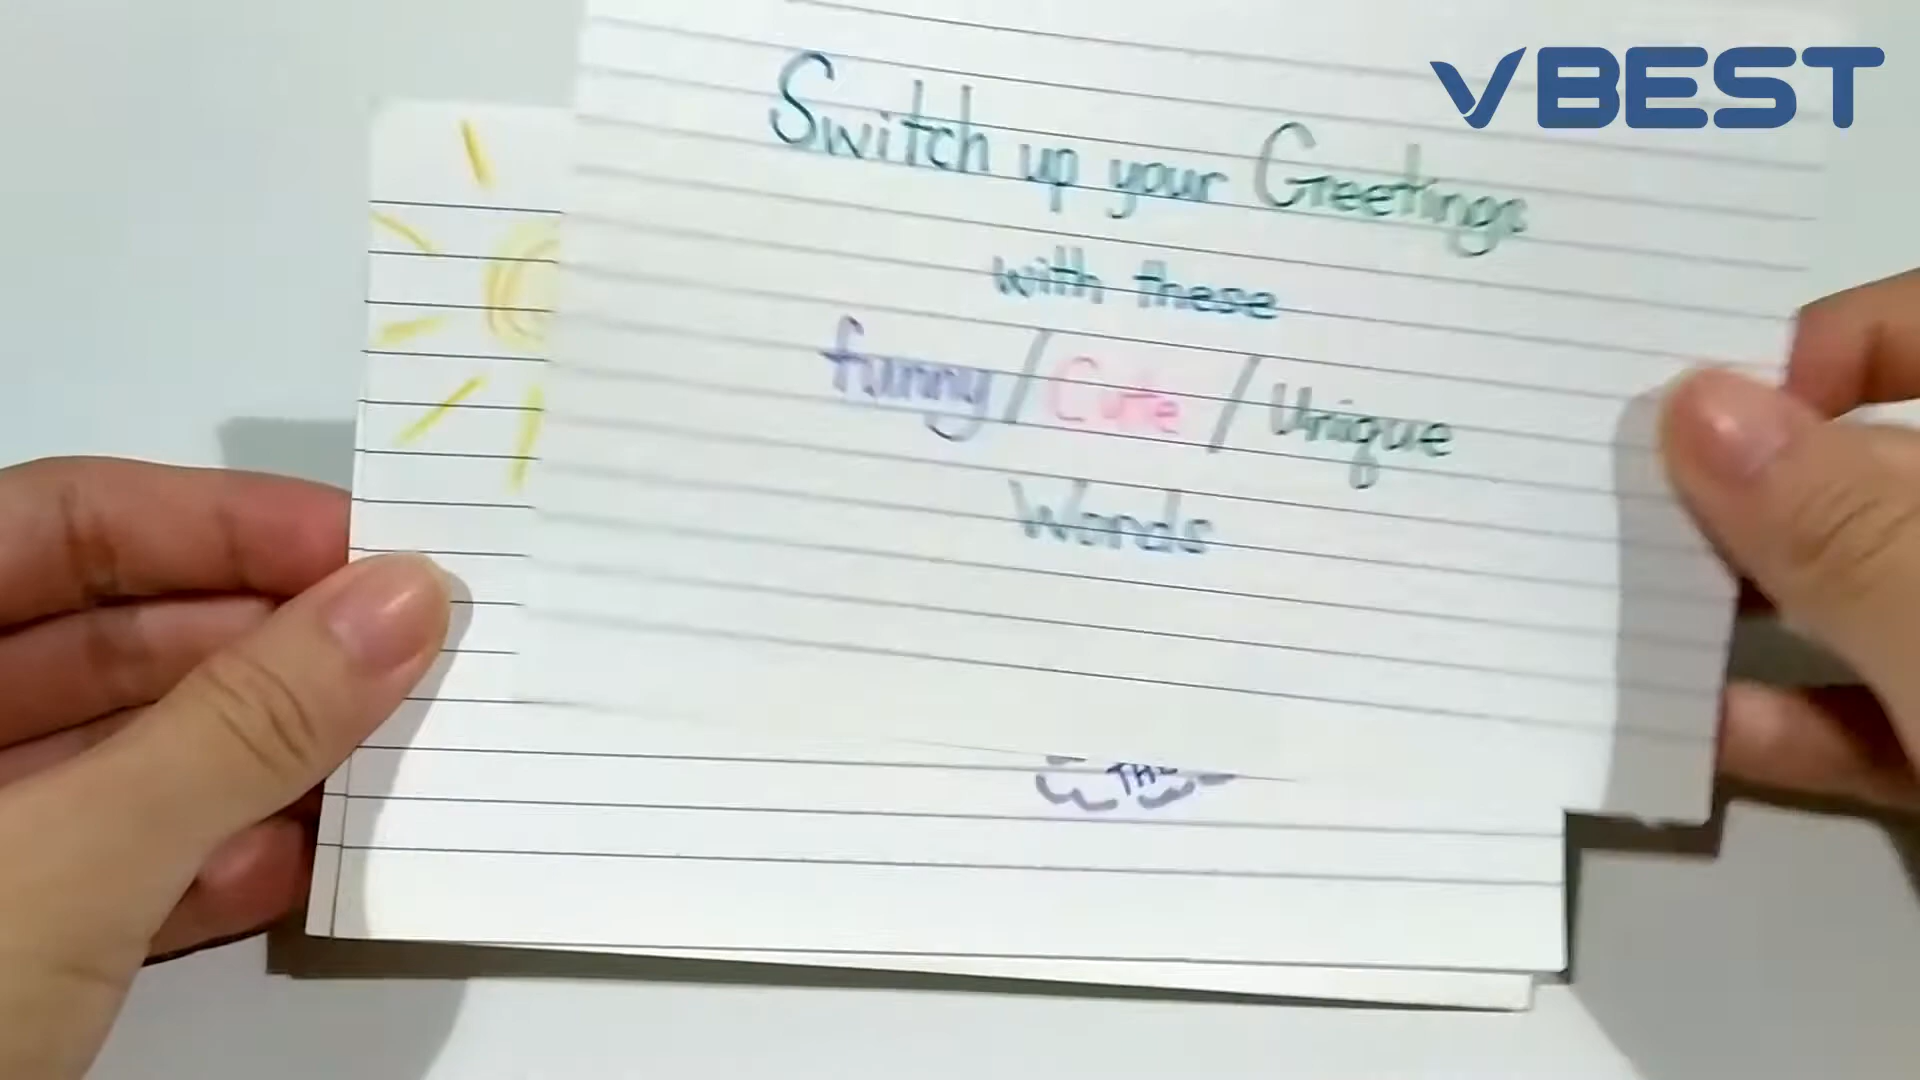 VBEST
Switch up your Greetings
with these
funny / Cute / Unique
Words